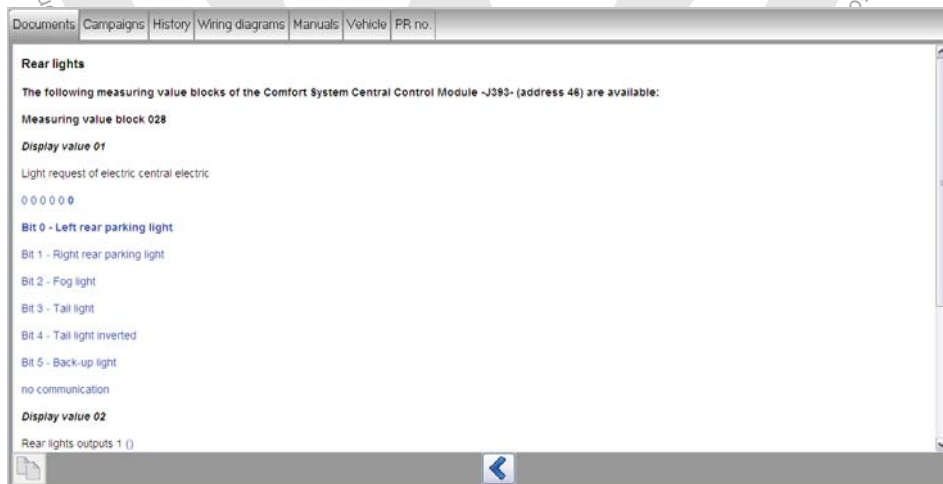 Documents Campaigns History Wiring diagrams Manuals Vehicle PR no.
Rear lights
The following measuring value blocks of the Comfort System Central Control Module -J393- (address 46) are available:
Measuring value block 028
Display value 01
Light request of electric central electric
0 0 0 0 0 0
Bit 0 - Left rear parking light
Bit 1 - Right rear parking light
Bit 2 - Fog light
Bit 3 - Tail light
Bit 4 - Tail light inverted
Bit 5 - Back-up light
no communication
Display value 02
Rear lights outputs 1 ()